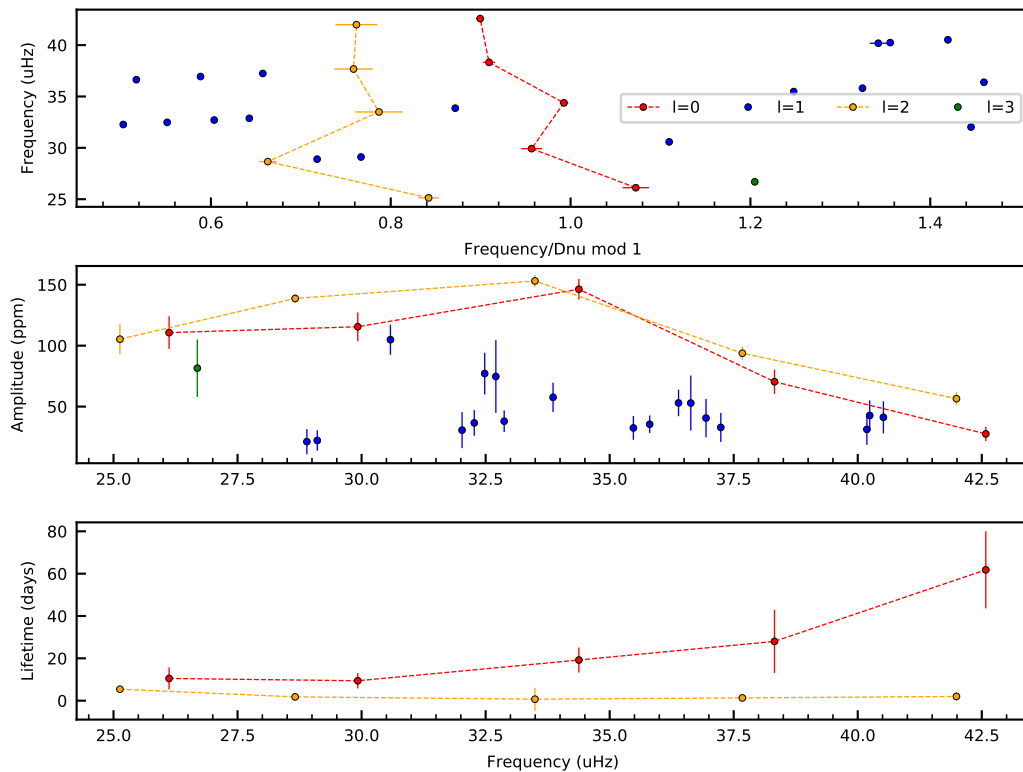 40
35
30
25
Frequency (uHz)
l=0 l=1 l=2 l=3
0.6 0.8 1.0 1.2 1.4
Frequency/Dnu mod 1
150
100
50
Amplitude (ppm)
25.0 27.5 30.0 32.5 35.0 37.5 40.0 42.5
80
60
40
20
0
Lifetime (days)
25.0 27.5 30.0 32.5 35.0 37.5 40.0 42.5
Frequency (uHz)